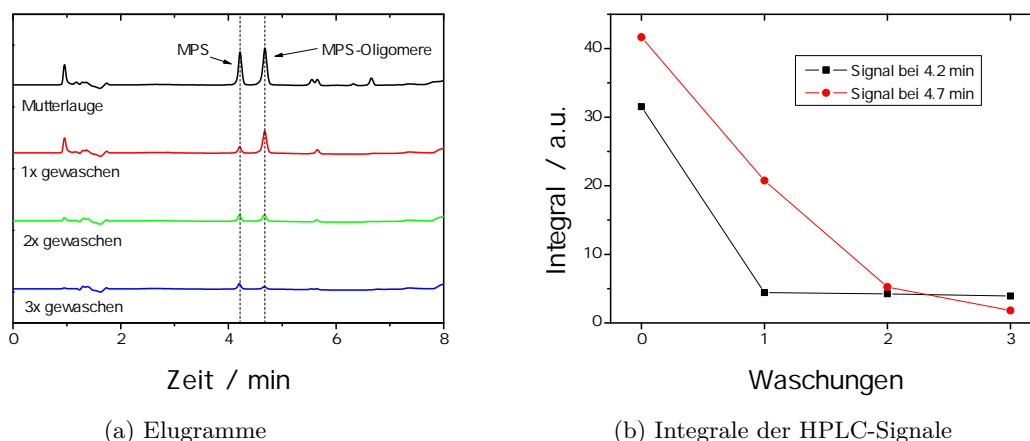 MPS
MPS-Oligomere
Mutterlauge
1x gewaschen
2x gewaschen
3x gewaschen
0 2 4 6 8
Zeit / min
(a) Elugramme
40
30
20
10
0
Integral / a.u.
Signal bei 4.2 min
Signal bei 4.7 min
0 1 2 3
Waschungen
(b) Integrale der HPLC-Signale